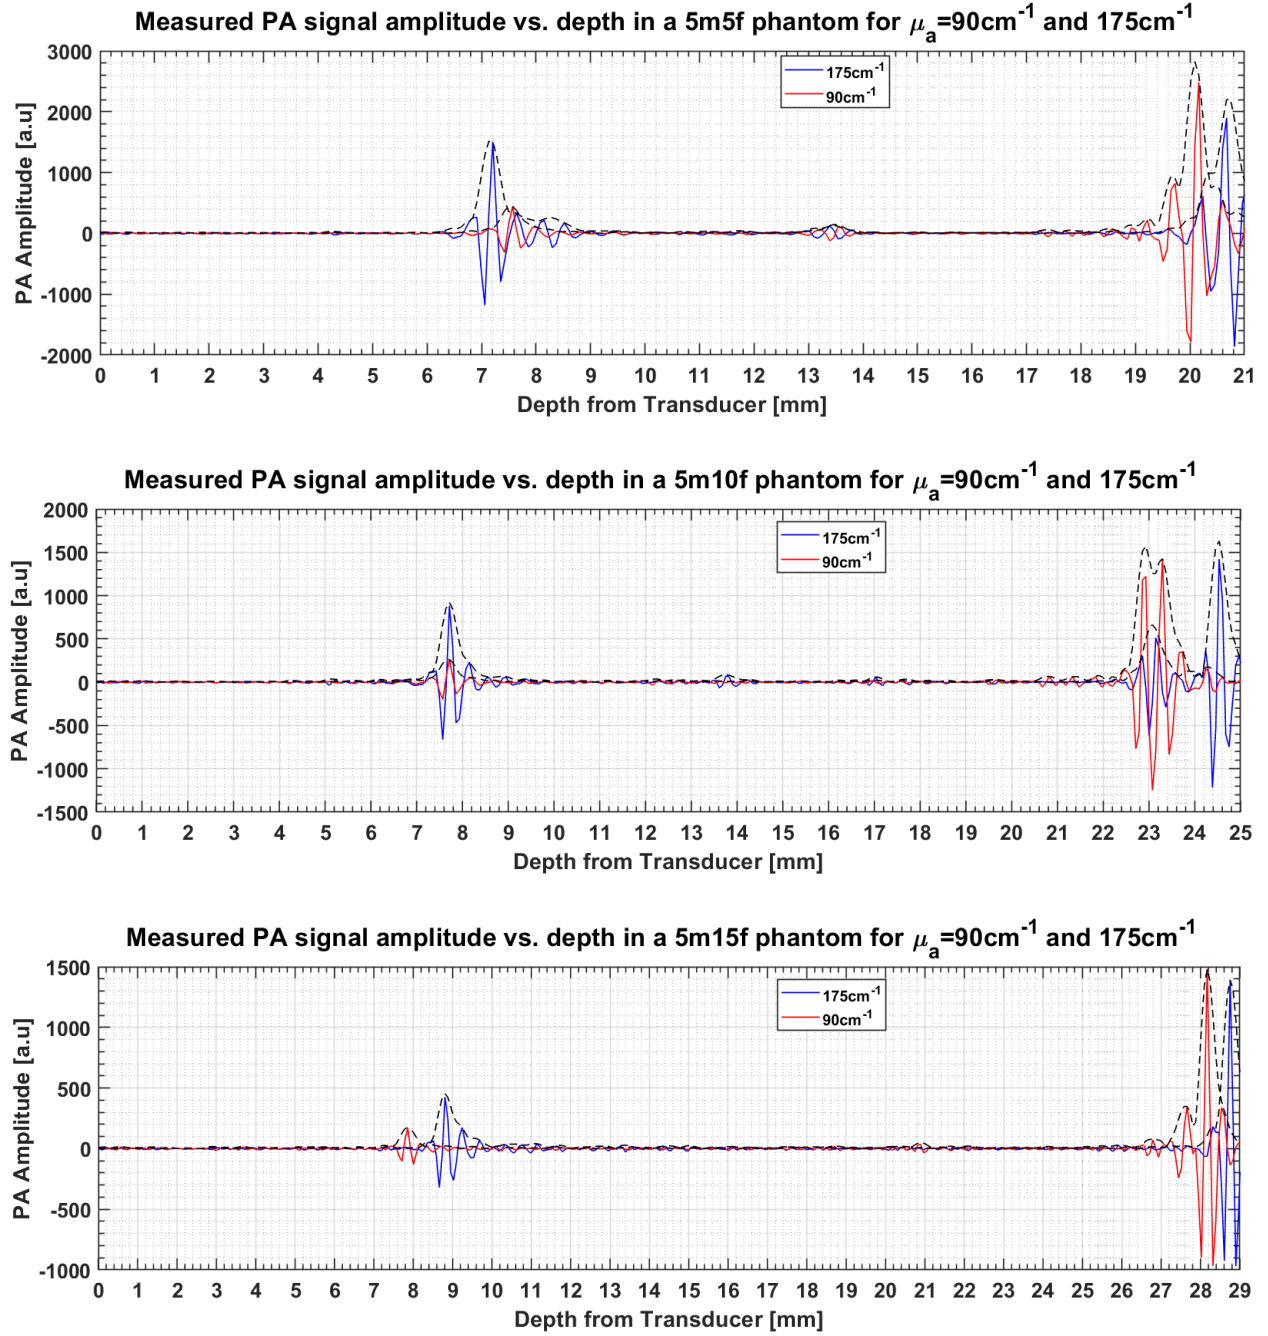 Measured PA signal amplitude vs. depth in a 5m5f phantom for μₐ=90cm⁻¹ and 175cm⁻¹
3000
2000
1000
0
-1000
-2000
PA Amplitude [a.u]
175cm⁻¹
90cm⁻¹
0 1 2 3 4 5 6 7 8 9 10 11 12 13 14 15 16 17 18 19 20 21
Depth from Transducer [mm]
Measured PA signal amplitude vs. depth in a 5m10f phantom for μₐ=90cm⁻¹ and 175cm⁻¹
2000
1500
1000
500
0
-500
-1000
-1500
PA Amplitude [a.u]
175cm⁻¹
90cm⁻¹
0 1 2 3 4 5 6 7 8 9 10 11 12 13 14 15 16 17 18 19 20 21 22 23 24 25
Depth from Transducer [mm]
Measured PA signal amplitude vs. depth in a 5m15f phantom for μₐ=90cm⁻¹ and 175cm⁻¹
1500
1000
500
0
-500
-1000
PA Amplitude [a.u]
175cm⁻¹
90cm⁻¹
0 1 2 3 4 5 6 7 8 9 10 11 12 13 14 15 16 17 18 19 20 21 22 23 24 25 26 27 28 29
Depth from Transducer [mm]